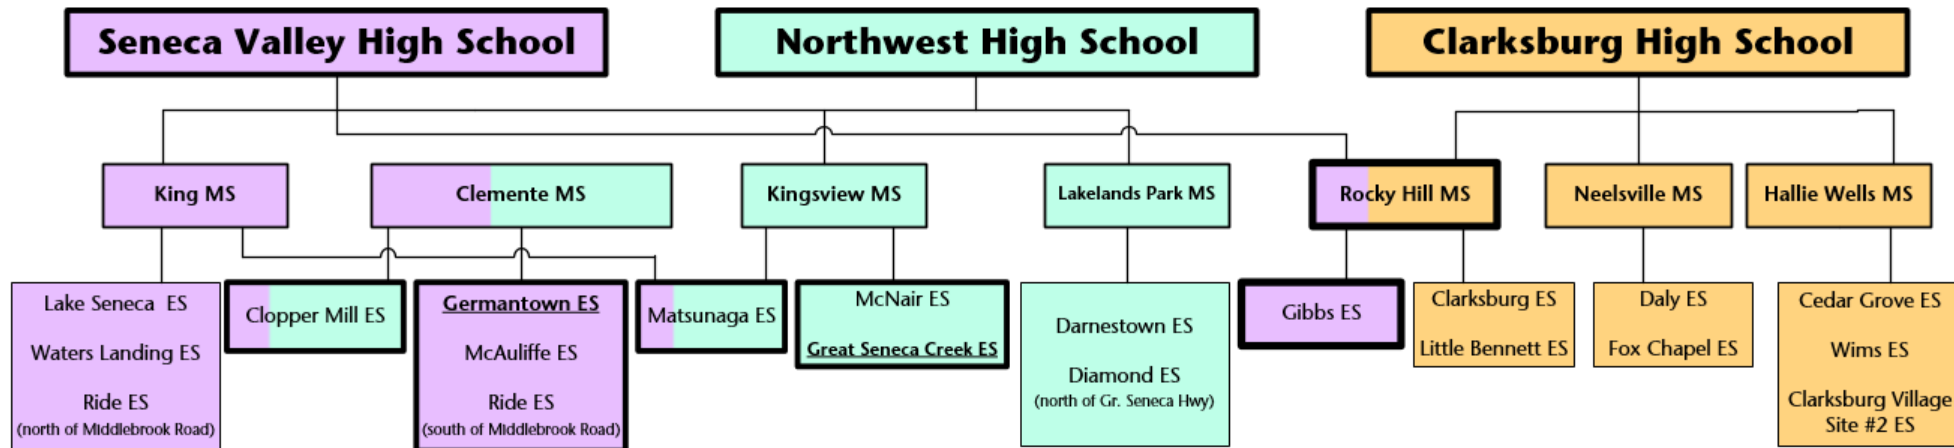 Seneca Valley High School
Northwest High School
Clarksburg High School
King MS
Clemente MS
Kingsview MS
Lakelands Park MS
Rocky Hill MS
Neelsville MS
Hallie Wells MS
Lake Seneca ES
Waters Landing ES
Ride ES
(north of Middlebrook Road)
Clopper Mill ES
Germantown ES
McAuliffe ES
Ride ES
(south of Middlebrook Road)
Matsunaga ES
McNair ES
Great Seneca Creek ES
Darnestown ES
Diamond ES
(north of Gr. Seneca Hwy)
Gibbs ES
Clarksburg ES
Little Bennett ES
Daly ES
Fox Chapel ES
Cedar Grove ES
Wims ES
Clarksburg Village
Site #2 ES